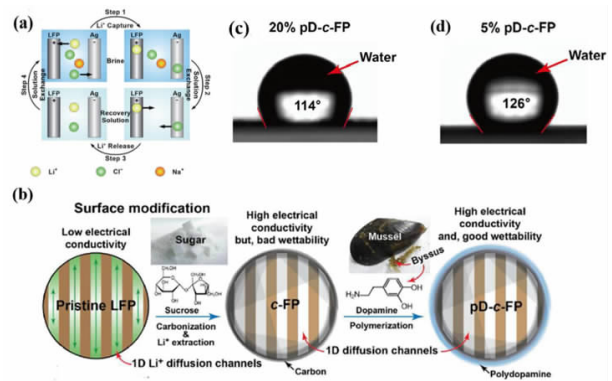 (a)
Step 1
Li⁺ Capture
LFP
Ag
LFP
Ag
Brine
Step 4
Solution
Exchange
Exchange
Solution
Step 2
Recovery
Solution
Li⁺ Release
Step 3
Li⁺
Cl⁻
Na⁺
(c)
20% pD-c-FP
Water
114°
(d)
5% pD-c-FP
Water
126°
(b)
Surface modification
Low electrical
conductivity
Pristine LFP
1D Li⁺ diffusion channels
Sugar
Sucrose
Carbonization
&
Li⁺ extraction
High electrical
conductivity
but, bad wettability
c-FP
Carbon
1D diffusion channels
Mussel
Byssus
H₂N
OH
OH
Dopamine
Polymerization
High electrical
conductivity
and, good wettability
pD-c-FP
Polydopamine